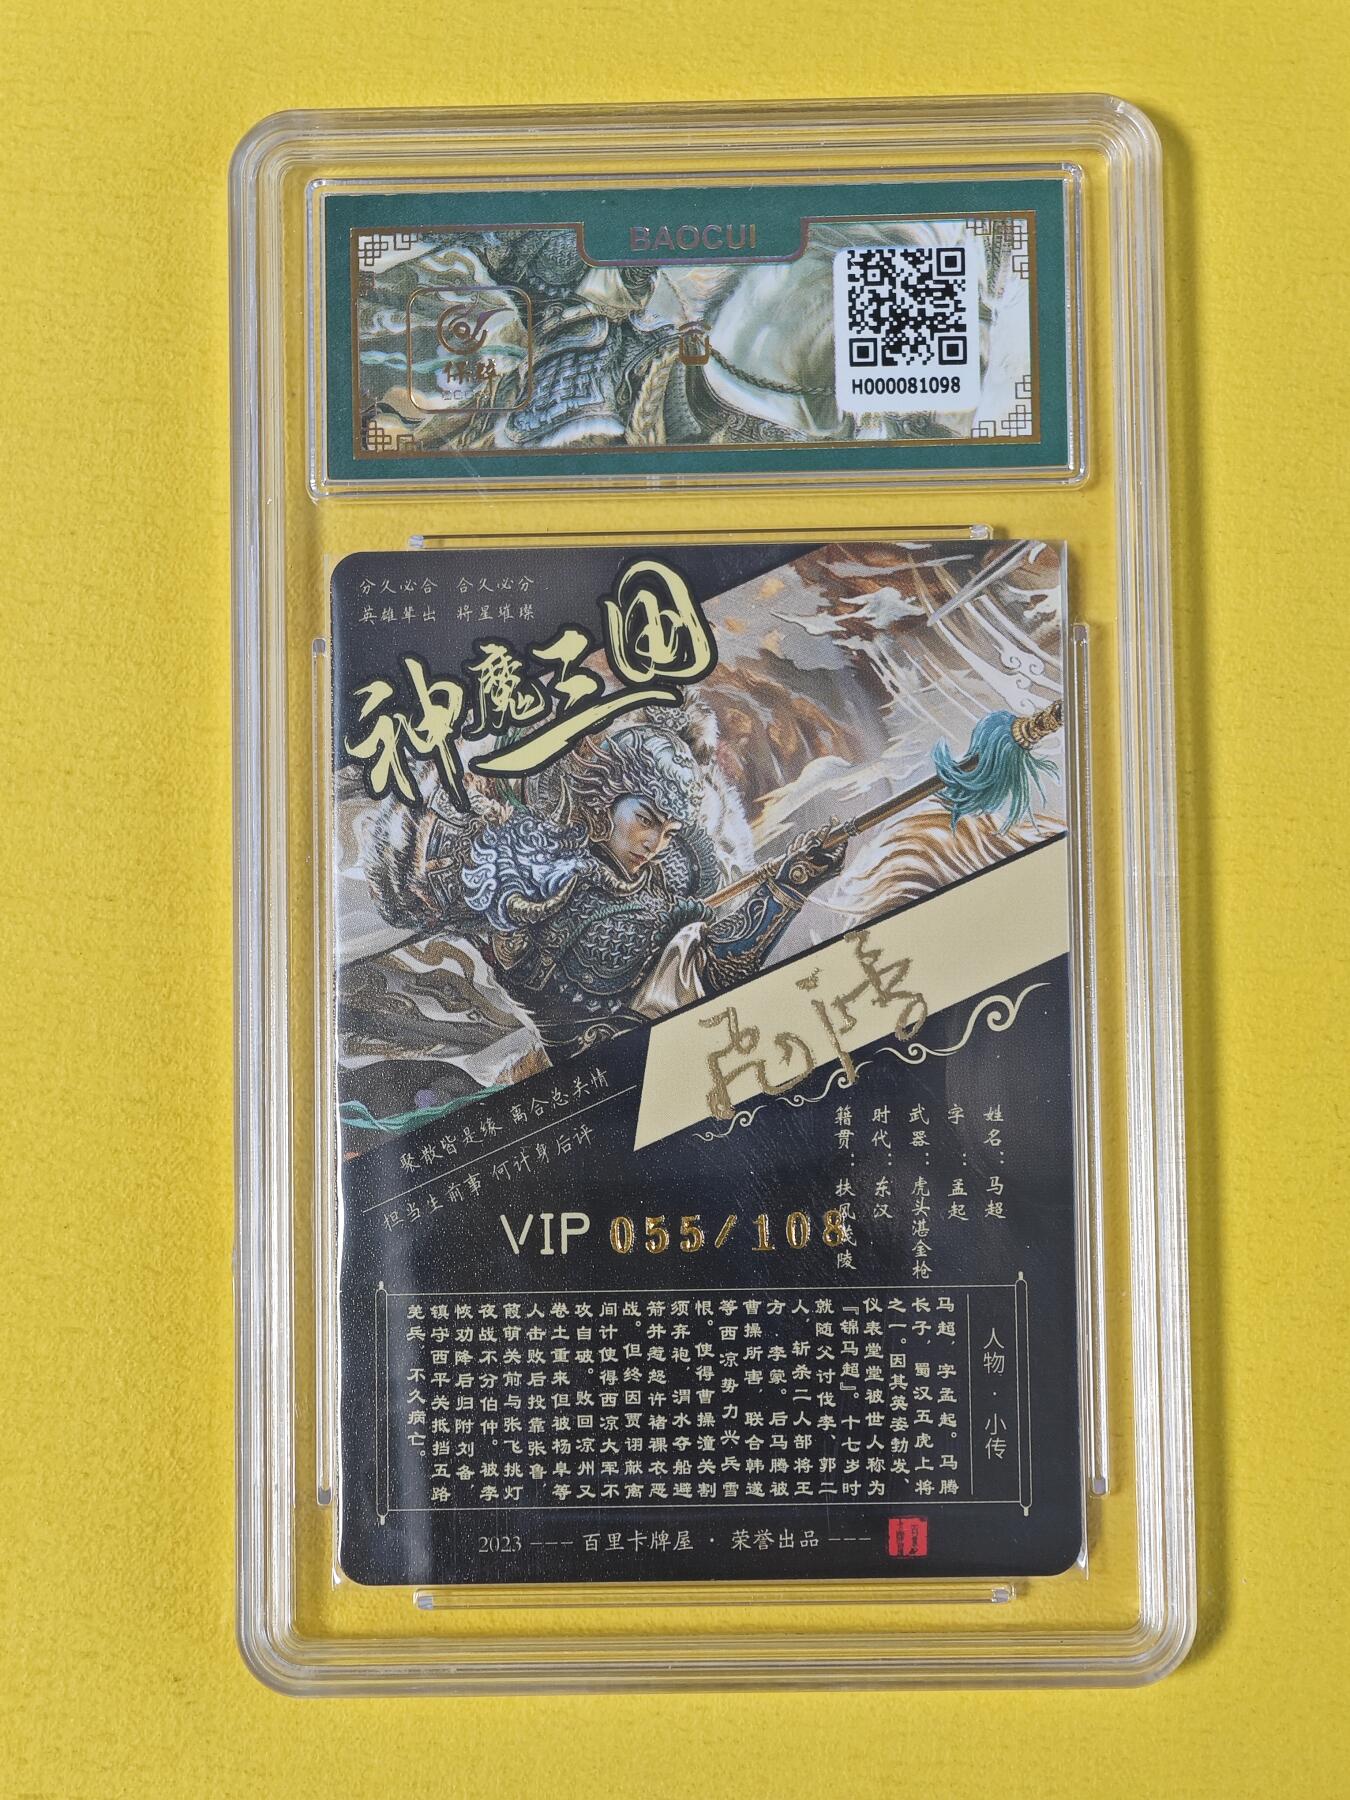 BAOCUI
保粹
H000081098
分久必合 合久必分
英雄辈出 将星璀璨
神魔三国
聚散皆是缘 离合总关情
担当生前事 何计身后评
姓名：马超
字：孟起
武器：虎头湛金枪
时代：东汉
籍贯：扶风茂陵
VIP 055/108
人物·小传
马超，字孟起。马腾
长子，蜀汉五虎上将
之一。因其英姿勃发、
仪表堂堂被世人称为
『锦马超』。十七岁时
就随父讨伐李、郭二
人，斩杀二人部将王
方、李蒙。后马腾被
曹操所害，联合韩遂
等西凉势力兴兵雪
恨。使得曹操潼关割
须弃袍，渭水夺船避
箭并惹起许褚裸衣恶
战。但终因贾诩献离
间计使得西凉大军不
攻自破。败回凉州又
卷土重来但被杨阜等
人击败后投靠张鲁，
葭萌关前与张飞挑灯
夜战不分伯仲。被李
恢劝降后归附刘备，
镇守西平关抵挡五路
羌兵，不久病亡。
2023 --- 百里卡牌屋 · 荣誉出品 ---